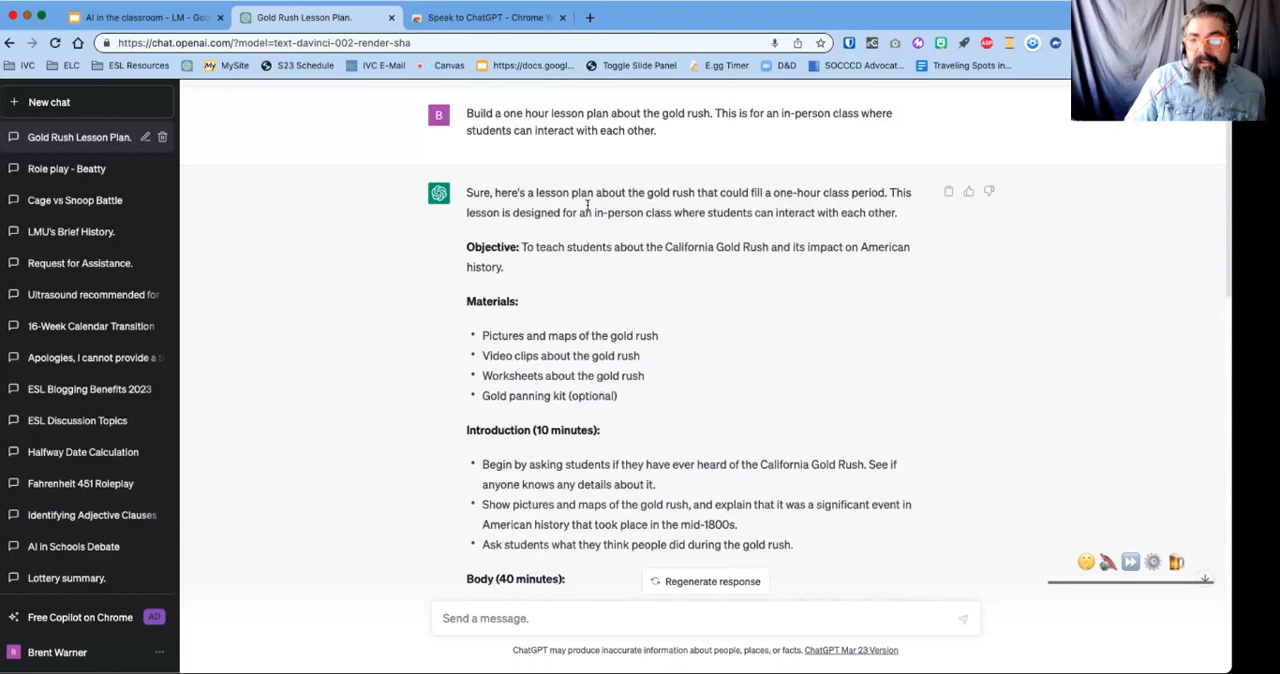 AI in the classroom - LM - Goo
Gold Rush Lesson Plan.
Speak to ChatGPT - Chrome W
https://chat.openai.com/?model=text-davinci-002-render-sha
IVC
ELC
ESL Resources
MySite
S23 Schedule
IVC E-Mail
Canvas
https://docs.googl...
Toggle Slide Panel
E.gg Timer
D&D
SOCCCD Advocat...
Traveling Spots in...
New chat
Gold Rush Lesson Plan.
Role play - Beatty
Cage vs Snoop Battle
LMU's Brief History.
Request for Assistance.
Ultrasound recommended for
16-Week Calendar Transition
Apologies, I cannot provide a t
ESL Blogging Benefits 2023
ESL Discussion Topics
Halfway Date Calculation
Fahrenheit 451 Roleplay
Identifying Adjective Clauses
AI in Schools Debate
Lottery summary.
Free Copilot on Chrome AD
B Brent Warner
B
Build a one hour lesson plan about the gold rush. This is for an in-person class where
students can interact with each other.
Sure, here's a lesson plan about the gold rush that could fill a one-hour class period. This
lesson is designed for an in-person class where students can interact with each other.
Objective: To teach students about the California Gold Rush and its impact on American
history.
Materials:
• Pictures and maps of the gold rush
• Video clips about the gold rush
• Worksheets about the gold rush
• Gold panning kit (optional)
Introduction (10 minutes):
• Begin by asking students if they have ever heard of the California Gold Rush. See if
anyone knows any details about it.
• Show pictures and maps of the gold rush, and explain that it was a significant event in
American history that took place in the mid-1800s.
• Ask students what they think people did during the gold rush.
Body (40 minutes):
Regenerate response
Send a message.
ChatGPT may produce inaccurate information about people, places, or facts. ChatGPT Mar 23 Version